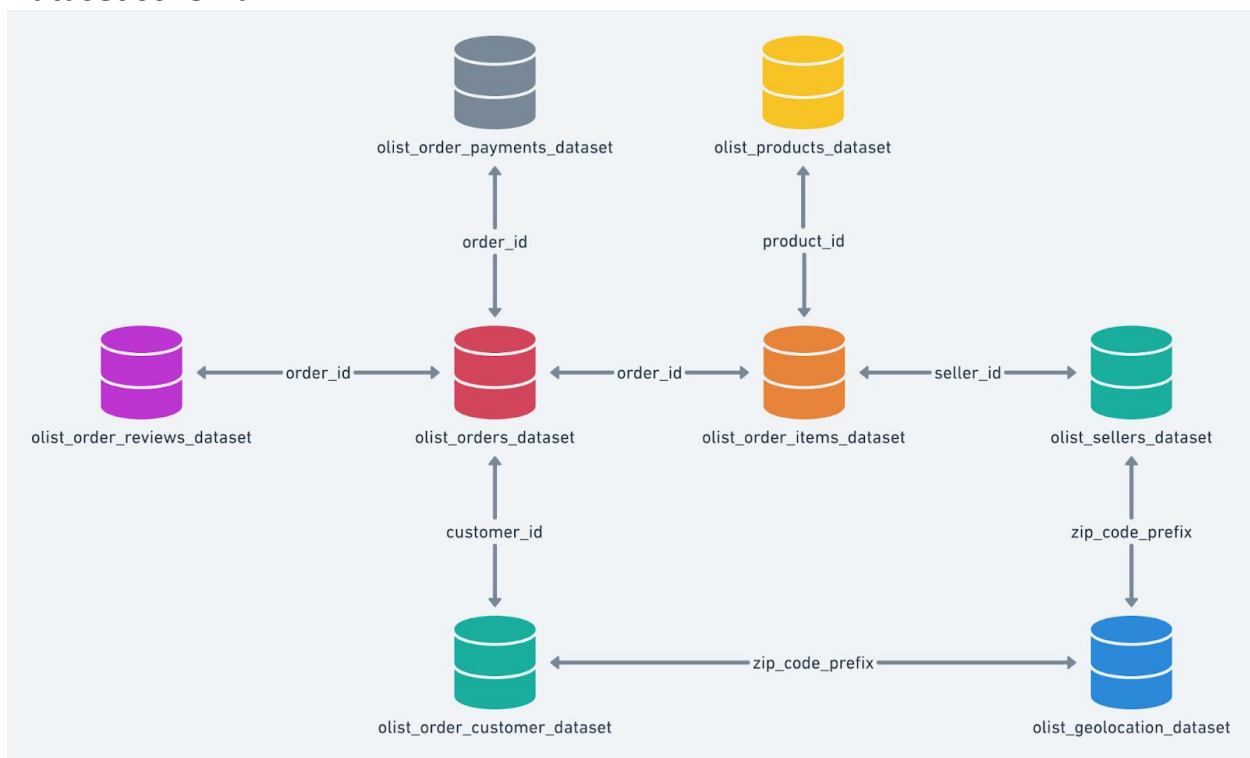 olist_order_payments_dataset
olist_products_dataset
order_id
product_id
order_id
order_id
seller_id
olist_order_reviews_dataset
olist_orders_dataset
olist_order_items_dataset
olist_sellers_dataset
customer_id
zip_code_prefix
zip_code_prefix
olist_order_customer_dataset
olist_geolocation_dataset